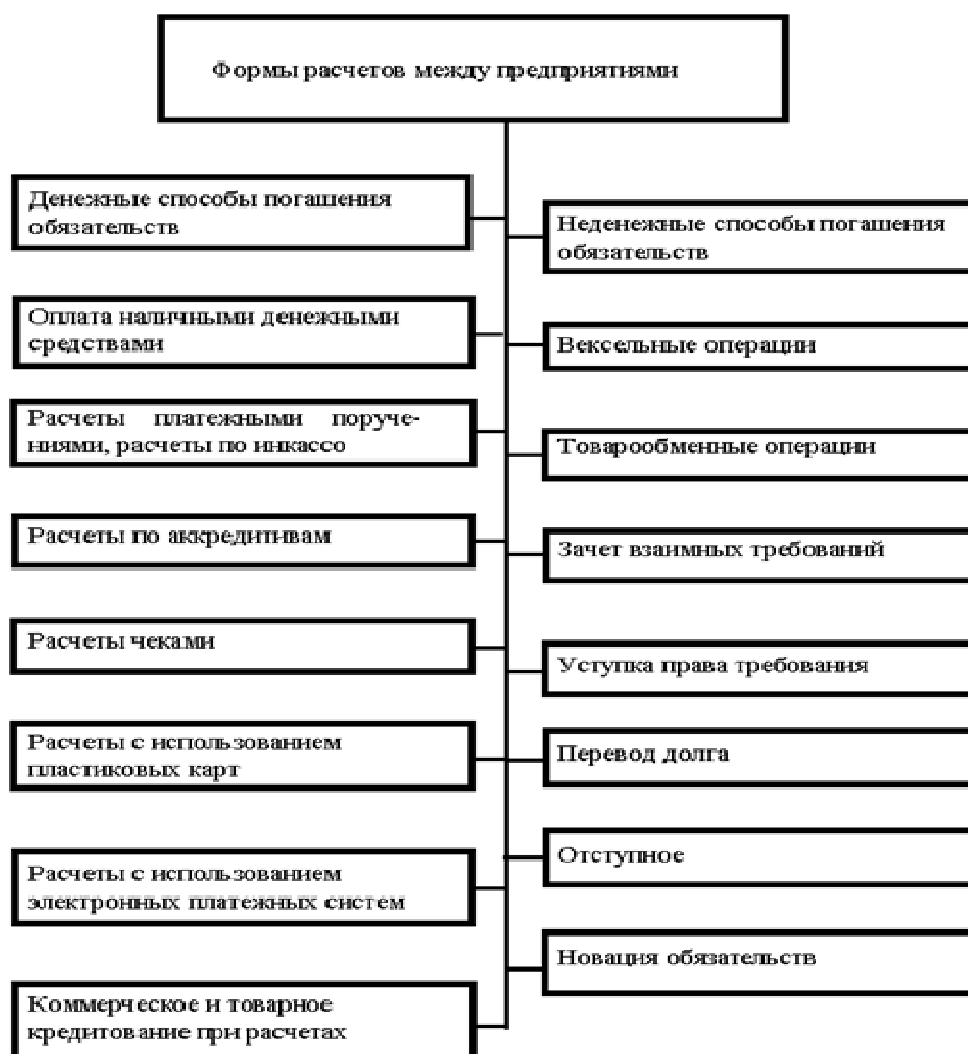 Формы расчетов между предприятиями
Денежные способы погашения
обязательств
Оплата наличными денежными
средствами
Расчеты платежными поруче-
ниями, расчеты по инкассо
Расчеты по аккредитивам
Расчеты чеками
Расчеты с использованием
пластиковых карт
Расчеты с использованием
электронных платежных систем
Коммерческое и товарное
кредитование при расчетах
Неденежные способы погашения
обязательств
Вексельные операции
Товарообменные операции
Зачет взаимных требований
Уступка права требования
Перевод долга
Отступное
Новация обязательств